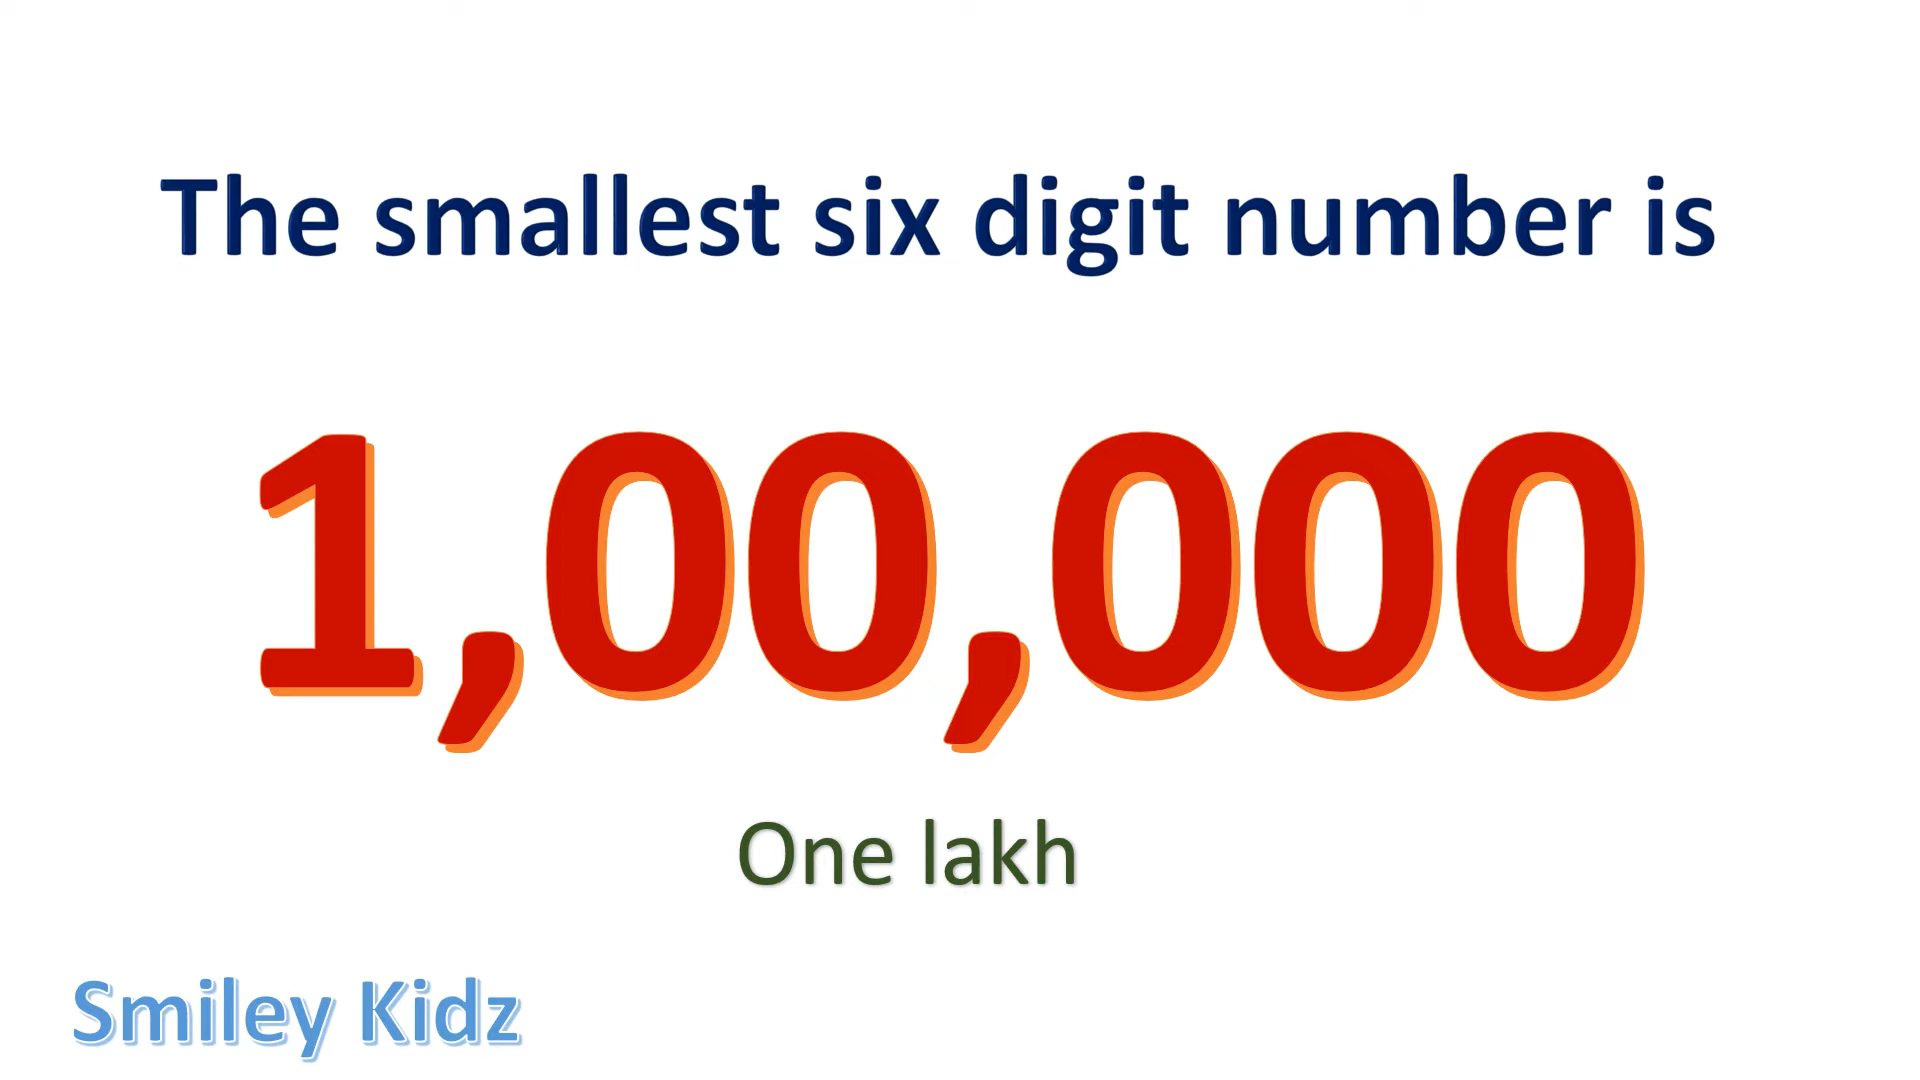 The smallest six digit number is
1,00,000
One lakh
Smiley Kidz